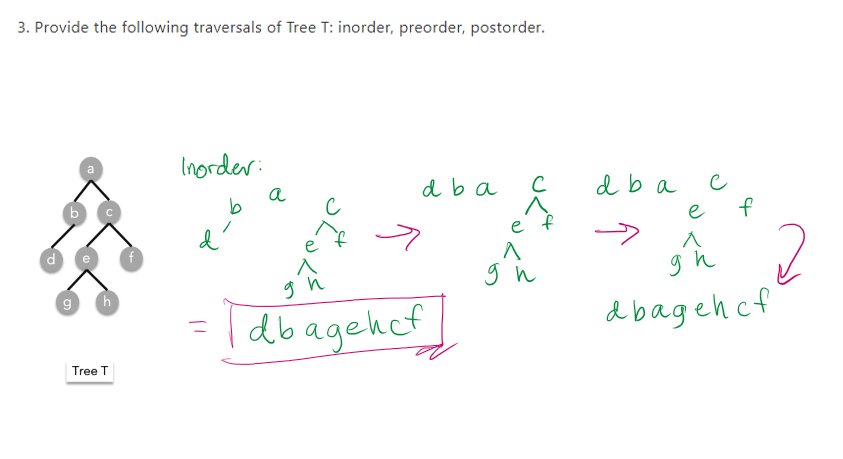 3. Provide the following traversals of Tree T: inorder, preorder, postorder.
Inorder:
a
b
c
d
e
f
g
h
Tree T
b a c
d e f
g h
d b a c
e f
g h
d b a c
e f
g h
= d b a g e h c f
d b a g e h c f